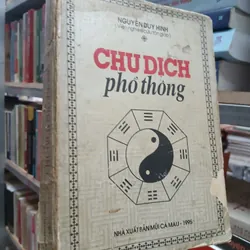 NGUYỄN DUY HINH
CHU DỊCH
phổ thông
NHÀ XUẤT BẢN MŨI CÀ MAU - 1995